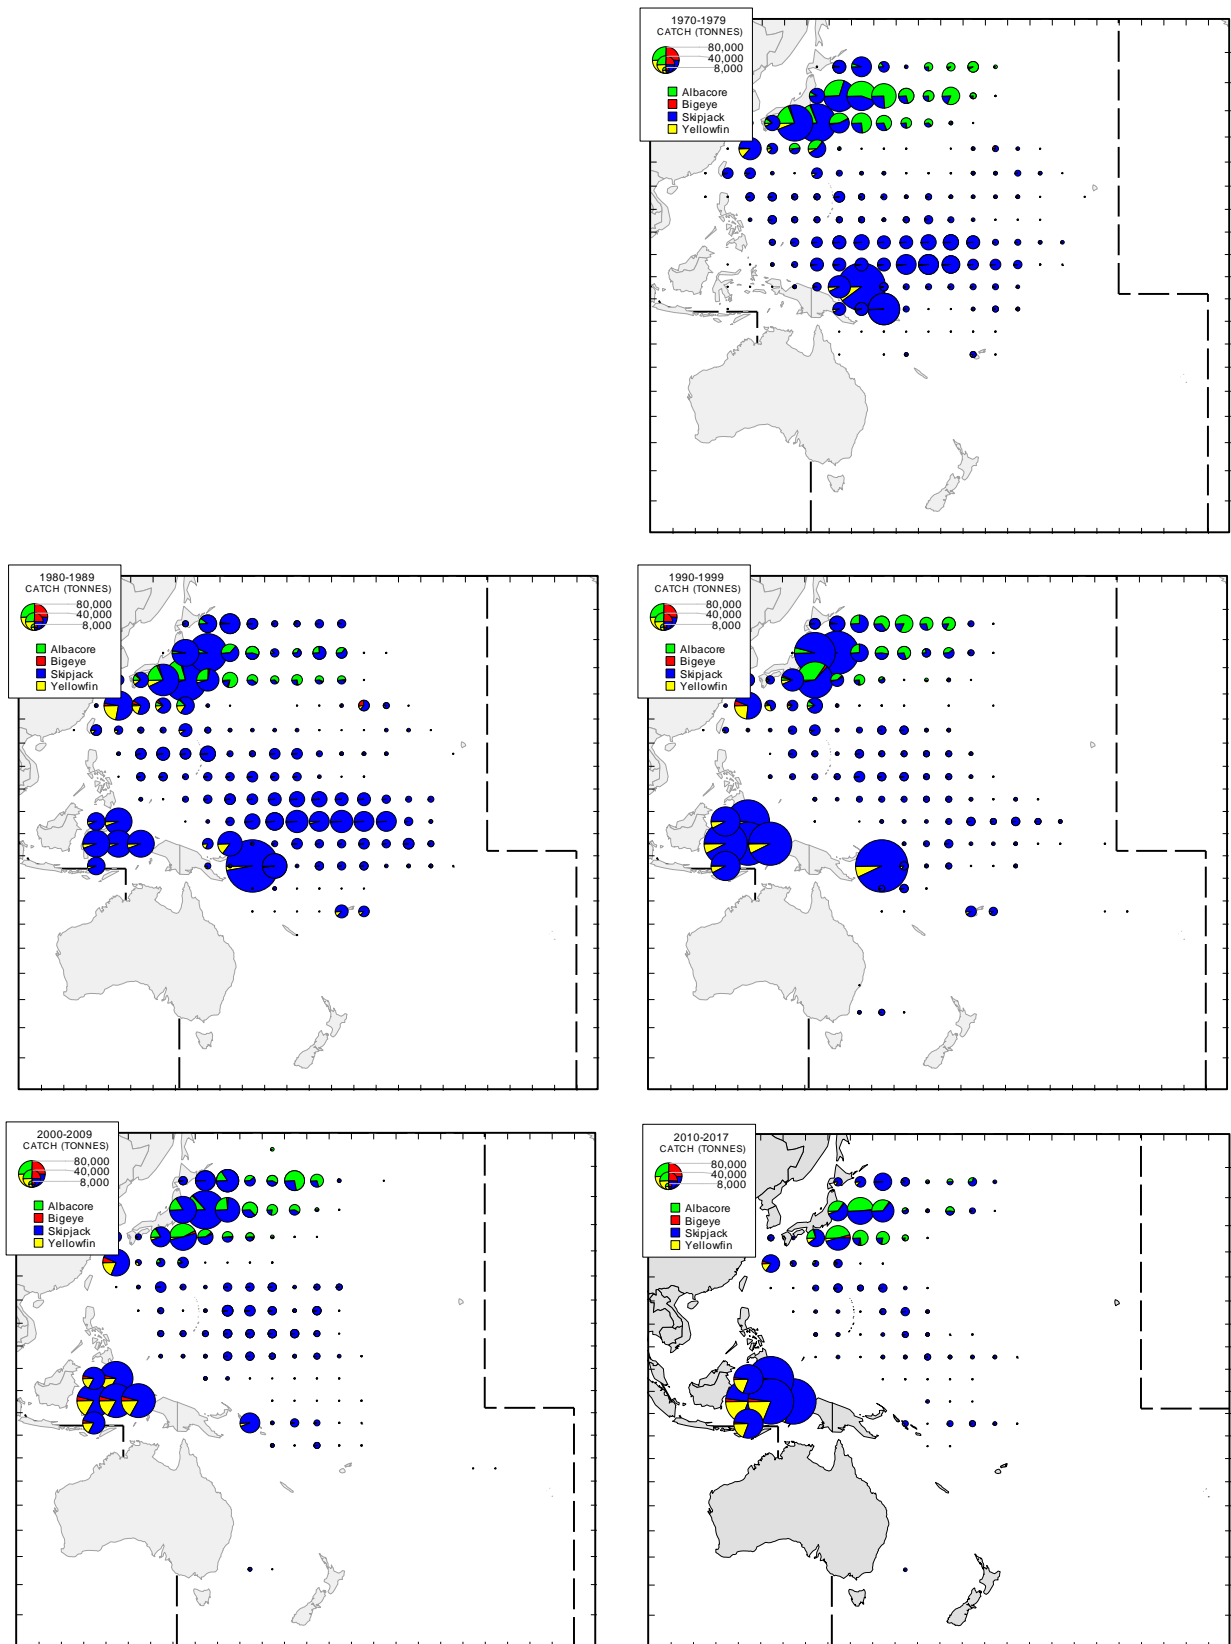 1970-1979
CATCH (TONNES)
80,000
40,000
8,000
Albacore
Bigeye
Skipjack
Yellowfin
1980-1989
CATCH (TONNES)
80,000
40,000
8,000
Albacore
Bigeye
Skipjack
Yellowfin
1990-1999
CATCH (TONNES)
80,000
40,000
8,000
Albacore
Bigeye
Skipjack
Yellowfin
2000-2009
CATCH (TONNES)
80,000
40,000
8,000
Albacore
Bigeye
Skipjack
Yellowfin
2010-2017
CATCH (TONNES)
80,000
40,000
8,000
Albacore
Bigeye
Skipjack
Yellowfin